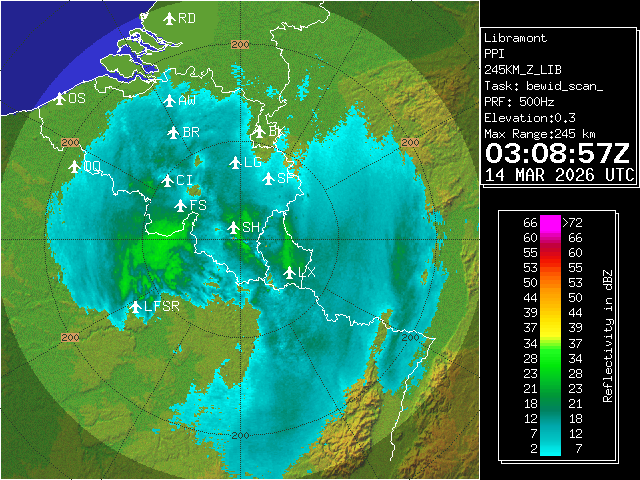 RD
200
OS
AW
BR
BK
200
200
OO
LG
CI
SP
FS
SH
LX
LFSR
200
200
200
Libramont
PPI
245KM_Z_LIB
Task: bewid_scan_
PRF: 500Hz
Elevation:0.3
Max Range:245 km
03:08:57Z
14 MAR 2026 UTC
66 >72
60 66
55 60
53 55
50 53
44 50
39 44
37 39
34 37
28 34
23 28
21 23
18 21
12 18
7 12
2 7
Reflectivity in dBZ